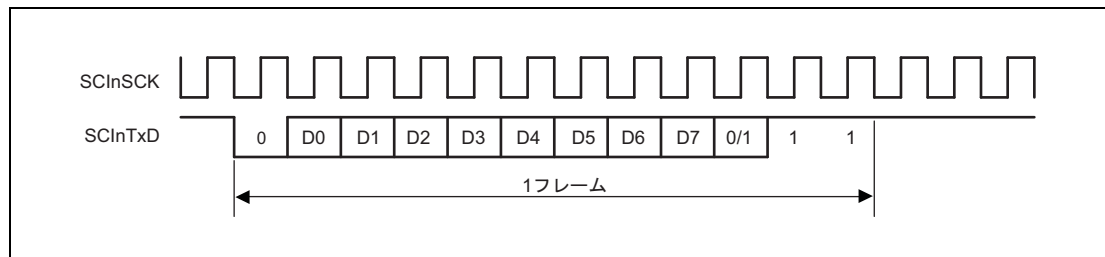 SCInSCK
SCInTxD 0 D0 D1 D2 D3 D4 D5 D6 D7 0/1 1 1
1フレーム